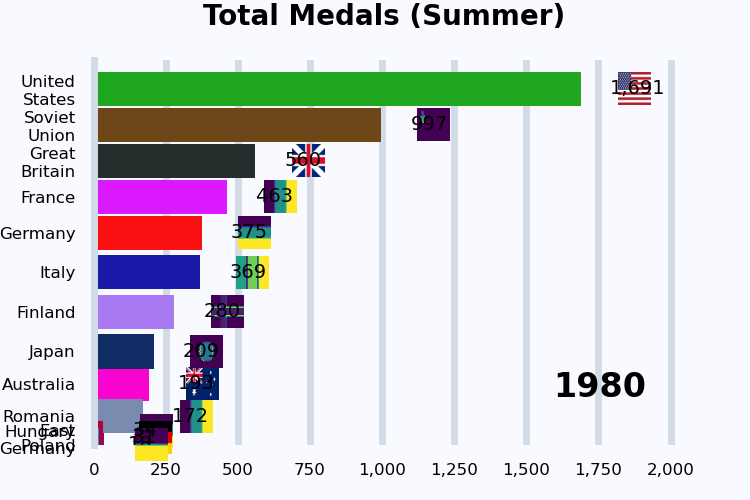 Total Medals (Summer)
United
States
1,691
Soviet
Union
997
Great
Britain
560
France
463
Germany
375
Italy
369
Finland
280
Japan
209
Australia
193
Romania
172
Hungary
East
Poland
Germany
1980
0 250 500 750 1,000 1,250 1,500 1,750 2,000